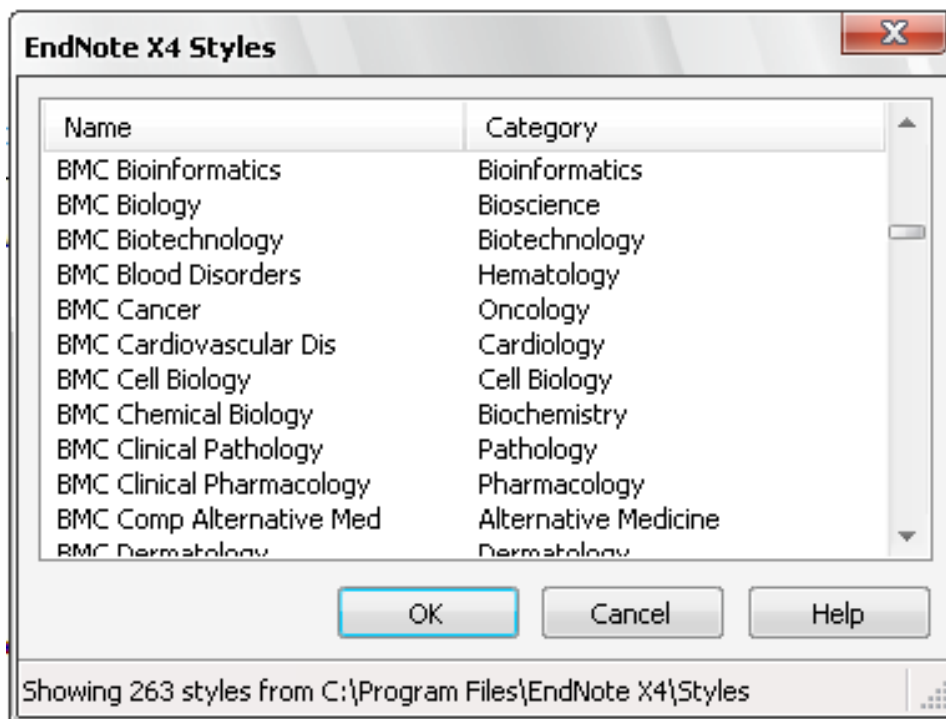 EndNote X4 Styles
Name Category
BMC Bioinformatics Bioinformatics
BMC Biology Bioscience
BMC Biotechnology Biotechnology
BMC Blood Disorders Hematology
BMC Cancer Oncology
BMC Cardiovascular Dis Cardiology
BMC Cell Biology Cell Biology
BMC Chemical Biology Biochemistry
BMC Clinical Pathology Pathology
BMC Clinical Pharmacology Pharmacology
BMC Comp Alternative Med Alternative Medicine
BMC Dermatology Dermatology
OK Cancel Help
Showing 263 styles from C:\Program Files\EndNote X4\Styles